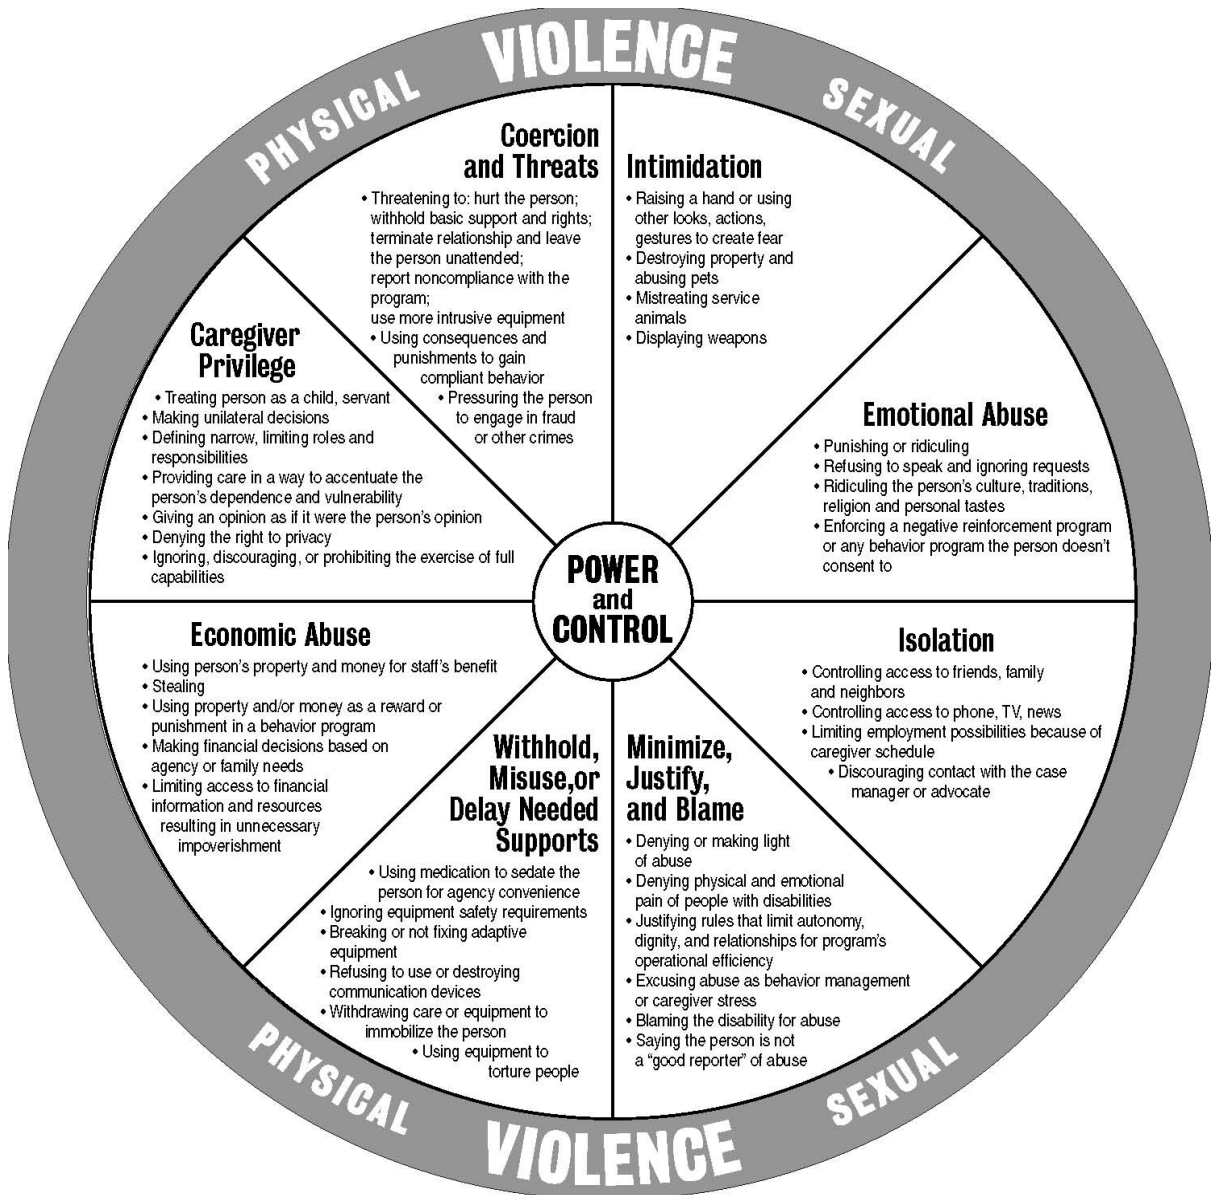 VIOLENCE
PHYSICAL
SEXUAL
Coercion
and Threats
• Threatening to: hurt the person;
withhold basic support and rights;
terminate relationship and leave
the person unattended;
report noncompliance with the
program;
use more intrusive equipment
• Using consequences and
punishments to gain
compliant behavior
• Pressuring the person
to engage in fraud
or other crimes
Intimidation
• Raising a hand or using
other looks, actions,
gestures to create fear
• Destroying property and
abusing pets
• Mistreating service
animals
• Displaying weapons
Emotional Abuse
• Punishing or ridiculing
• Refusing to speak and ignoring requests
• Ridiculing the person's culture, traditions,
religion and personal tastes
• Enforcing a negative reinforcement program
or any behavior program the person doesn't
consent to
Isolation
• Controlling access to friends, family
and neighbors
• Controlling access to phone, TV, news
• Limiting employment possibilities because of
caregiver schedule
• Discouraging contact with the case
manager or advocate
Minimize,
Justify,
and Blame
• Denying or making light
of abuse
• Denying physical and emotional
pain of people with disabilities
• Justifying rules that limit autonomy,
dignity, and relationships for program's
operational efficiency
• Excusing abuse as behavior management
or caregiver stress
• Blaming the disability for abuse
• Saying the person is not
a "good reporter" of abuse
Withhold,
Misuse,or
Delay Needed
Supports
• Using medication to sedate the
person for agency convenience
• Ignoring equipment safety requirements
• Breaking or not fixing adaptive
equipment
• Refusing to use or destroying
communication devices
• Withdrawing care or equipment to
immobilize the person
• Using equipment to
torture people
Economic Abuse
• Using person's property and money for staff's benefit
• Stealing
• Using property and/or money as a reward or
punishment in a behavior program
• Making financial decisions based on
agency or family needs
• Limiting access to financial
information and resources
resulting in unnecessary
impoverishment
Caregiver
Privilege
• Treating person as a child, servant
• Making unilateral decisions
• Defining narrow, limiting roles and
responsibilities
• Providing care in a way to accentuate the
person's dependence and vulnerability
• Giving an opinion as if it were the person's opinion
• Denying the right to privacy
• Ignoring, discouraging, or prohibiting the exercise of full
capabilities
POWER
and
CONTROL
PHYSICAL
VIOLENCE
SEXUAL